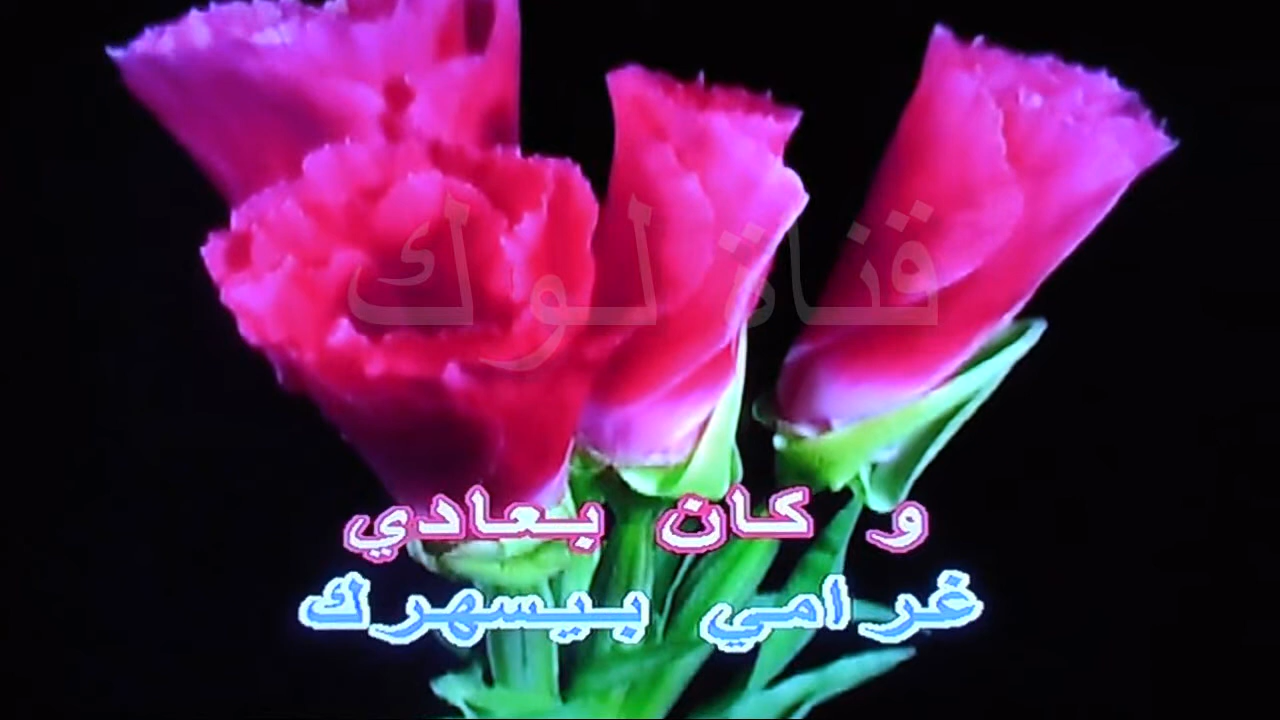 قناة لوك
و كان بعادي
غرامي بيسهرك